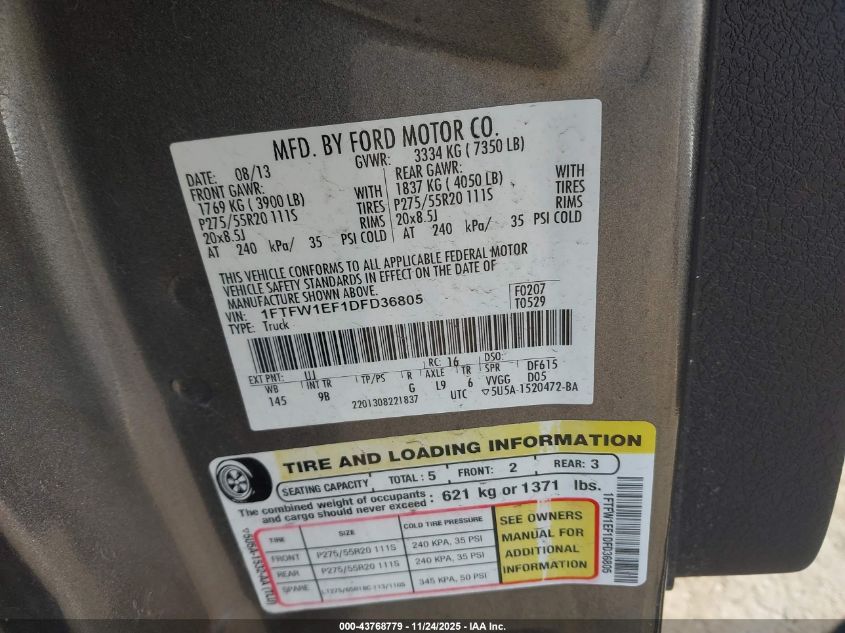 MFD. BY FORD MOTOR CO.
DATE: 08/13 GVWR: 3334 KG ( 7350 LB)
FRONT GAWR: REAR GAWR:
1769 KG ( 3900 LB) WITH 1837 KG ( 4050 LB) WITH
P275/55R20 111S TIRES P275/55R20 111S TIRES
20x8.5J RIMS 20x8.5J RIMS
AT 240 kPa/ 35 PSI COLD AT 240 kPa/ 35 PSI COLD
THIS VEHICLE CONFORMS TO ALL APPLICABLE FEDERAL MOTOR
VEHICLE SAFETY STANDARDS IN EFFECT ON THE DATE OF
MANUFACTURE SHOWN ABOVE.
VIN: 1FTFW1EF1DFD36805 F0207
TYPE: Truck T0529
EXT PNT: UJ RC: 16 DSO:
WB INT TR TP/PS R AXLE TR SPR DF615
145 9B G L9 6 VVGG D05
2201308221837 UTC ▽5U5A-1520472-BA
TIRE AND LOADING INFORMATION
SEATING CAPACITY TOTAL: 5 FRONT: 2 REAR: 3
The combined weight of occupants and cargo should never exceed: 621 kg or 1371 lbs.
TIRE SIZE COLD TIRE PRESSURE
FRONT P275/55R20 111S 240 KPA, 35 PSI
REAR P275/55R20 111S 240 KPA, 35 PSI
SPARE 345 KPA, 50 PSI
SEE OWNERS
MANUAL FOR
ADDITIONAL
INFORMATION
1FTFW1EF1DFD36805
000-43768779 - 11/24/2025 - IAA Inc.